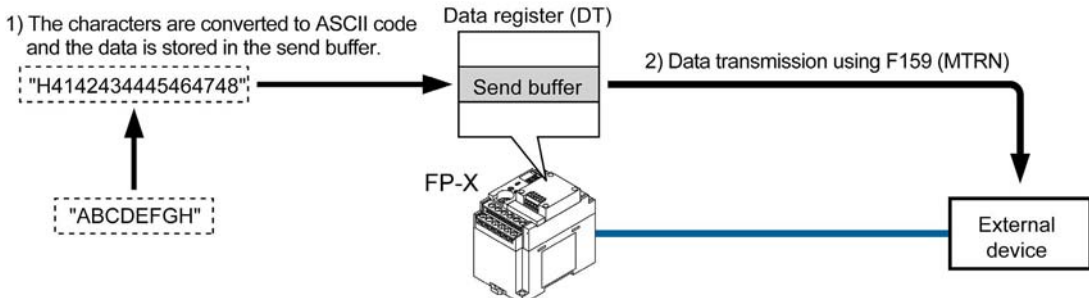 1) The characters are converted to ASCII code
and the data is stored in the send buffer.
"H4142434445464748"
"ABCDEFGH"
Data register (DT)
Send buffer
2) Data transmission using F159 (MTRN)
FP-X
External
device